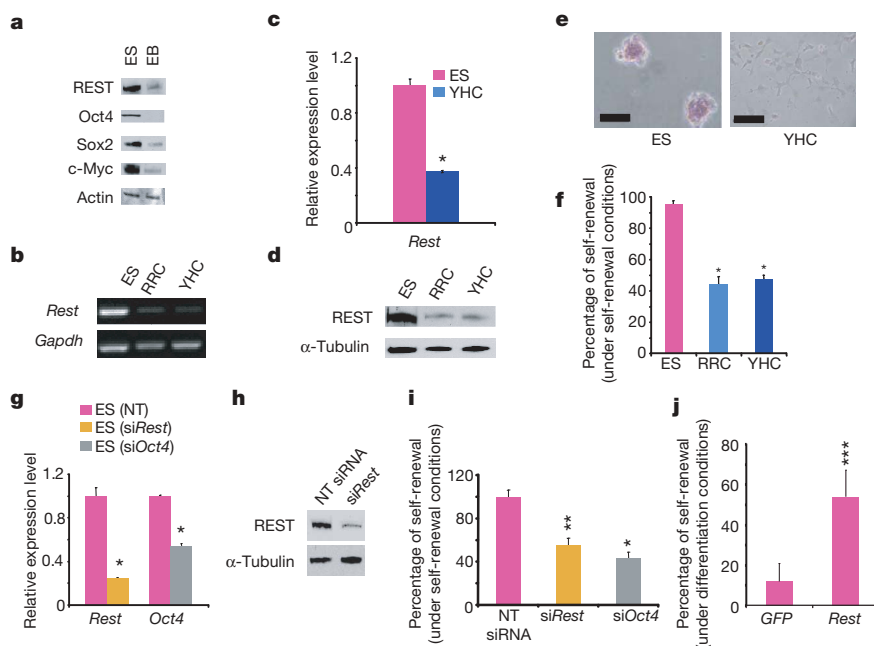 a
ES EB
REST
Oct4
Sox2
c-Myc
Actin
b
ES RRC YHC
Rest
Gapdh
c
Relative expression level
1.2
0.8
0.4
0
ES
YHC
*
Rest
d
ES RRC YHC
REST
α-Tubulin
e
ES YHC
f
Percentage of self-renewal
(under self-renewal conditions)
100
80
60
40
20
0
* *
ES RRC YHC
g
ES (NT)
ES (siRest)
ES (siOct4)
Relative expression level
1.2
0.8
0.4
0
* *
Rest Oct4
h
NT siRNA siRest
REST
α-Tubulin
i
Percentage of self-renewal
(under self-renewal conditions)
120
80
40
0
** *
NT siRNA siRest siOct4
j
Percentage of self-renewal
(under differentiation conditions)
80
60
40
20
0
***
GFP Rest